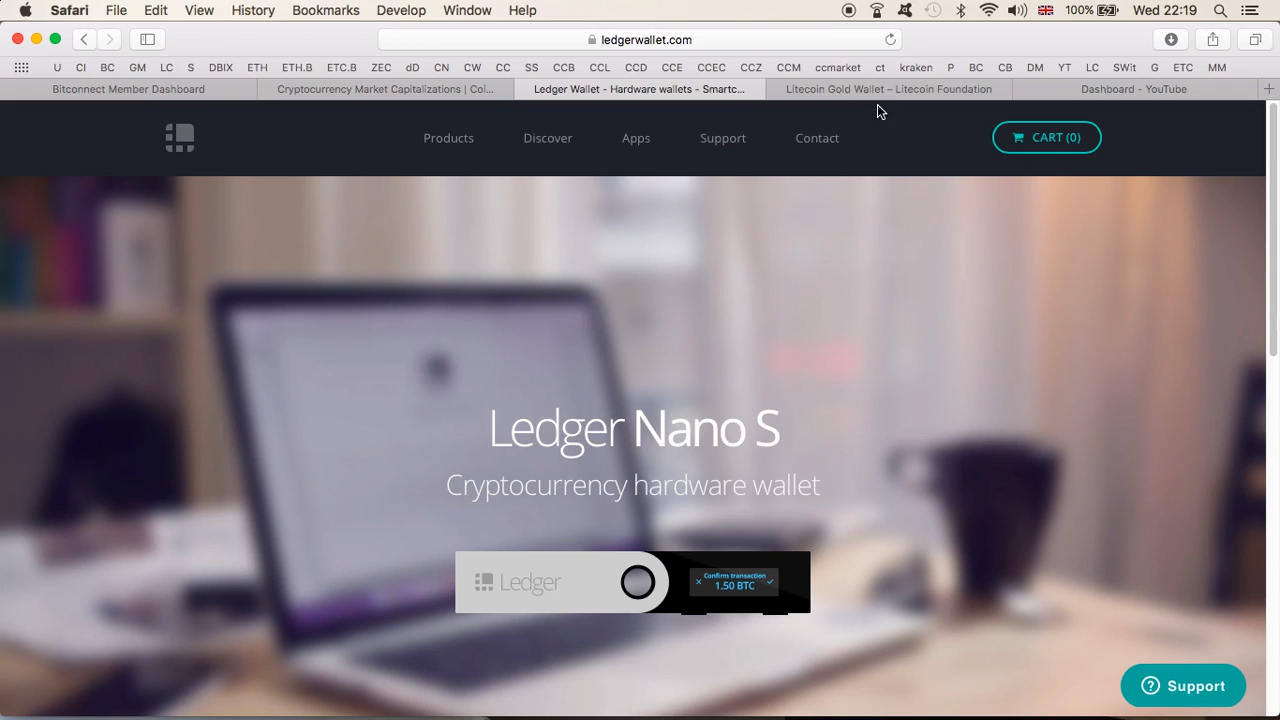 Safari File Edit View History Bookmarks Develop Window Help 100% Wed 22:19
ledgerwallet.com
U CI BC GM LC S DBIX ETH ETH.B ETC.B ZEC dD CN CW CC SS CCB CCL CCD CCE CCEC CCZ CCM ccmarket ct kraken P BC CB DM YT LC SWit G ETC MM
Bitconnect Member Dashboard Cryptocurrency Market Capitalizations | Coi... Ledger Wallet - Hardware wallets - Smartc... Litecoin Gold Wallet – Litecoin Foundation Dashboard - YouTube
Products Discover Apps Support Contact CART (0)
Ledger Nano S
Cryptocurrency hardware wallet
Ledger
Confirm transaction
1.50 BTC
Support